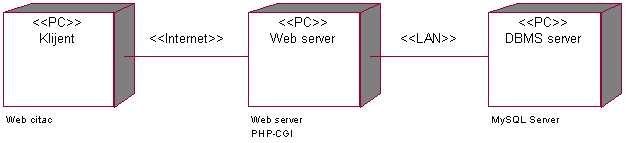 <<PC>>
Klijent
<<Internet>>
<<PC>>
Web server
<<LAN>>
<<PC>>
DBMS server
Web citac
Web server
PHP-CGI
MySQL Server